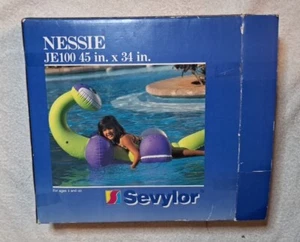 NESSIE
JE100 45 in. x 34 in.
Sevylor